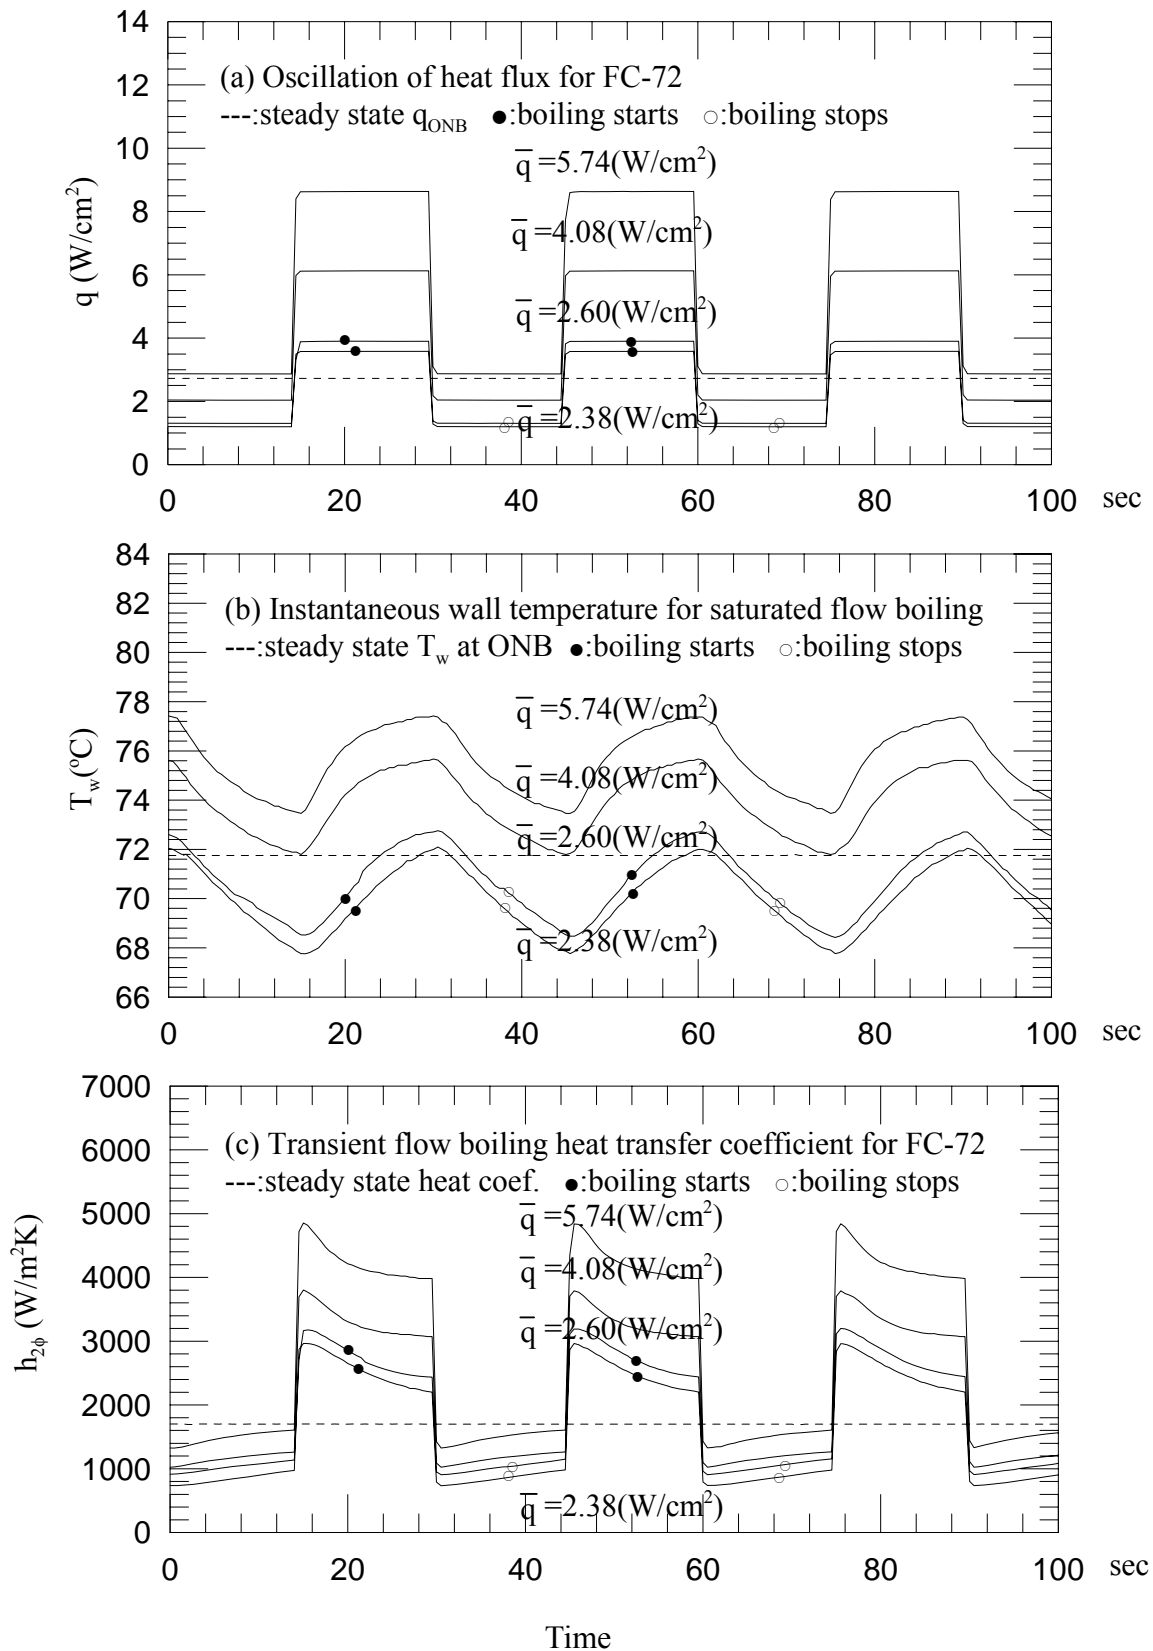 14
(a) Oscillation of heat flux for FC-72
12
---:steady state qONB ●:boiling starts ○:boiling stops
10
q̅ =5.74(W/cm²)
8
q̅ =4.08(W/cm²)
q (W/cm²)
6
q̅ =2.60(W/cm²)
4
2
q̅ =2.38(W/cm²)
0
0 20 40 60 80 100 sec
84
(b) Instantaneous wall temperature for saturated flow boiling
82
---:steady state Tw at ONB ●:boiling starts ○:boiling stops
80
78
q̅ =5.74(W/cm²)
76
Tw(ºC)
q̅ =4.08(W/cm²)
74
q̅ =2.60(W/cm²)
72
70
68
q̅ =2.38(W/cm²)
66
0 20 40 60 80 100 sec
7000
(c) Transient flow boiling heat transfer coefficient for FC-72
6000
---:steady state heat coef. ●:boiling starts ○:boiling stops
5000
q̅ =5.74(W/cm²)
4000
q̅ =4.08(W/cm²)
h2ϕ (W/m²K)
3000
q̅ =2.60(W/cm²)
2000
1000
q̅ =2.38(W/cm²)
0
0 20 40 60 80 100 sec
Time